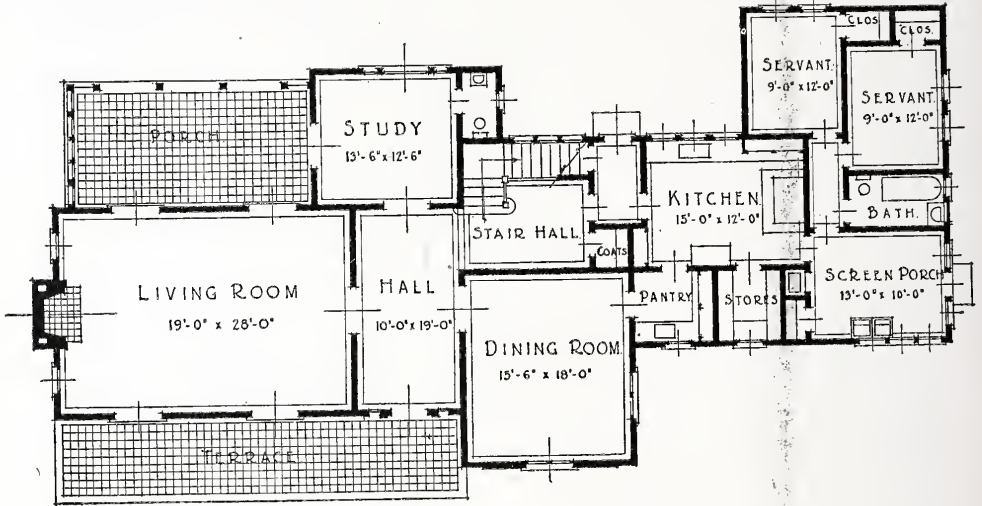 CLOS
CLOS.
SERVANT.
9'-0" x 12'-0"
SERVANT
9'-0" x 12'-0"
PORCH
STUDY
13'-6" x 12'-6"
KITCHEN
15'-0" x 12'-0"
BATH.
STAIR HALL
COATS
LIVING ROOM
19'-0" x 28'-0"
HALL
10'-0" x 19'-0"
PANTRY
STORES
SCREEN PORCH
13'-0" x 10'-0"
DINING ROOM
15'-6" x 18'-0"
TERRACE